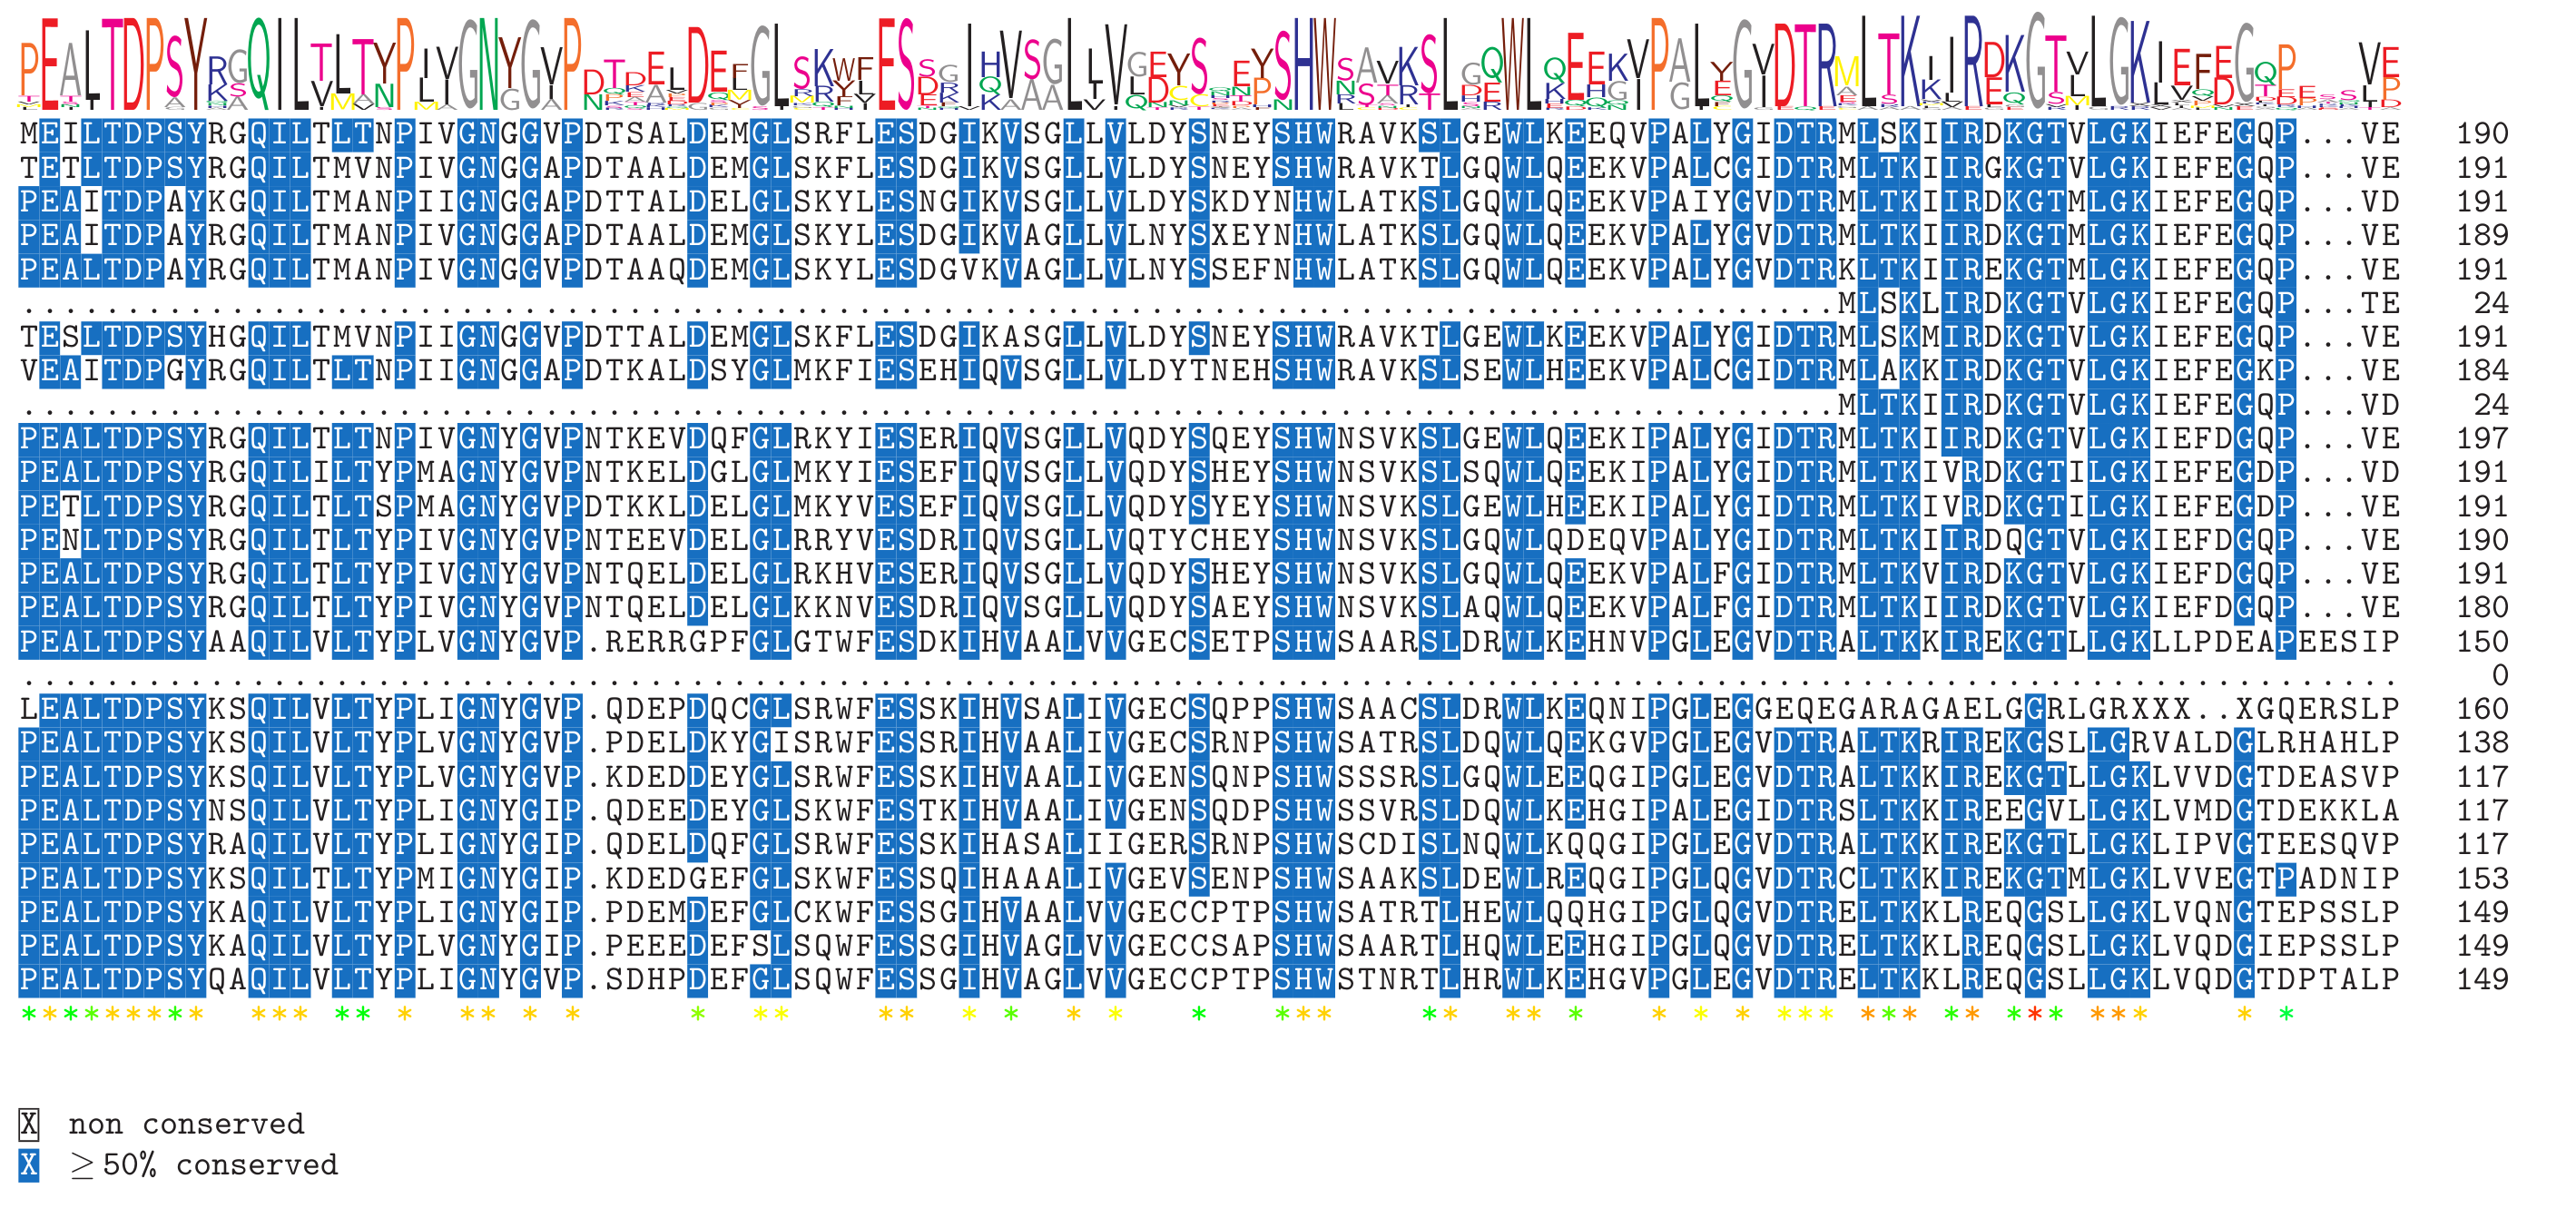 MEILTDPSYRGQILTLTNPIVGNGGVPDTSALDEMGLSRFLESDGIKVSGLLVLDYSNEYSHWRAVKSLGEWLKEEQVPALYGIDTRMLSKIIRDKGTVLGKIEFEGQP...VE 190
TETLTDPSYRGQILTMVNPIVGNGGAPDTAALDEMGLSKFLESDGIKVSGLLVLDYSNEYSHWRAVKTLGQWLQEEKVPALCGIDTRMLTKIIRGKGTVLGKIEFEGQP...VE 191
PEAITDPAYKGQILTMANPIIGNGGAPDTTALDELGLSKYLESNGIKVSGLLVLDYSKDYNHWLATKSLGQWLQEEKVPAIYGVDTRMLTKIIRDKGTMLGKIEFEGQP...VD 191
PEAITDPAYRGQILTMANPIVGNGGAPDTAALDEMGLSKYLESDGIKVAGLLVLNYSXEYNHWLATKSLGQWLQEEKVPALYGVDTRMLTKIIRDKGTMLGKIEFEGQP...VE 189
PEALTDPAYRGQILTMANPIVGNGGVPDTAAQDEMGLSKYLESDGVKVAGLLVLNYSSEFNHWLATKSLGQWLQEEKVPALYGVDTRKLTKIIREKGTMLGKIEFEGQP...VE 191
.......................................................................................MLSKLIRDKGTVLGKIEFEGQP...TE 24
TESLTDPSYHGQILTMVNPIIGNGGVPDTTALDEMGLSKFLESDGIKASGLLVLDYSNEYSHWRAVKTLGEWLKEEKVPALYGIDTRMLSKMIRDKGTVLGKIEFEGQP...VE 191
VEAITDPGYRGQILTLTNPIIGNGGAPDTKALDSYGLMKFIESEHIQVSGLLVLDYTNEHSHWRAVKSLSEWLHEEKVPALCGIDTRMLAKKIRDKGTVLGKIEFEGKP...VE 184
.......................................................................................MLTKIIRDKGTVLGKIEFEGQP...VD 24
PEALTDPSYRGQILTLTNPIVGNYGVPNTKEVDQFGLRKYIESERIQVSGLLVQDYSQEYSHWNSVKSLGEWLQEEKIPALYGIDTRMLTKIIRDKGTVLGKIEFDGQP...VE 197
PEALTDPSYRGQILILTYPMAGNYGVPNTKELDGLGLMKYIESEFIQVSGLLVQDYSHEYSHWNSVKSLSQWLQEEKIPALYGIDTRMLTKIVRDKGTILGKIEFEGDP...VD 191
PETLTDPSYRGQILTLTSPMAGNYGVPDTKKLDELGLMKYVESEFIQVSGLLVQDYSYEYSHWNSVKSLGEWLHEEKIPALYGIDTRMLTKIVRDKGTILGKIEFEGDP...VE 191
PENLTDPSYRGQILTLTYPIVGNYGVPNTEEVDELGLRRYVESDRIQVSGLLVQTYCHEYSHWNSVKSLGQWLQDEQVPALYGIDTRMLTKIIRDQGTVLGKIEFDGQP...VE 190
PEALTDPSYRGQILTLTYPIVGNYGVPNTQELDELGLRKHVESERIQVSGLLVQDYSHEYSHWNSVKSLGQWLQEEKVPALFGIDTRMLTKVIRDKGTVLGKIEFDGQP...VE 191
PEALTDPSYRGQILTLTYPIVGNYGVPNTQELDELGLKKNVESDRIQVSGLLVQDYSAEYSHWNSVKSLAQWLQEEKVPALFGIDTRMLTKIIRDKGTVLGKIEFDGQP...VE 180
PEALTDPSYAAQILVLTYPLVGNYGVP.RERRGPFGLGTWFESDKIHVAALVVGECSETPSHWSAARSLDRWLKEHNVPGLEGVDTRALTKKIREKGTLLGKLLPDEAPEESIP 150
.................................................................................................................. 0
LEALTDPSYKSQILVLTYPLIGNYGVP.QDEPDQCGLSRWFESSKIHVSALIVGECSQPPSHWSAACSLDRWLKEQNIPGLEGGEQEGARAGAELGGRLGRXXX..XGQERSLP 160
PEALTDPSYKSQILVLTYPLVGNYGVP.PDELDKYGISRWFESSRIHVAALIVGECSRNPSHWSATRSLDQWLQEKGVPGLEGVDTRALTKRIREKGSLLGRVALDGLRHAHLP 138
PEALTDPSYKSQILVLTYPLVGNYGVP.KDEDDEYGLSRWFESSKIHVAALIVGENSQNPSHWSSSRSLGQWLEEQGIPGLEGVDTRALTKKIREKGTLLGKLVVDGTDEASVP 117
PEALTDPSYNSQILVLTYPLIGNYGIP.QDEEDEYGLSKWFESTKIHVAALIVGENSQDPSHWSSVRSLDQWLKEHGIPALEGIDTRSLTKKIREEGVLLGKLVMDGTDEKKLA 117
PEALTDPSYRAQILVLTYPLIGNYGIP.QDELDQFGLSRWFESSKIHASALIIGERSRNPSHWSCDISLNQWLKQQGIPGLEGVDTRALTKKIREKGTLLGKLIPVGTEESQVP 117
PEALTDPSYKSQILTLTYPMIGNYGIP.KDEDGEFGLSKWFESSQIHAAALIVGEVSENPSHWSAAKSLDEWLREQGIPGLQGVDTRCLTKKIREKGTMLGKLVVEGTPADNIP 153
PEALTDPSYKAQILVLTYPLIGNYGIP.PDEMDEFGLCKWFESSGIHVAALVVGECCPTPSHWSATRTLHEWLQQHGIPGLQGVDTRELTKKLREQGSLLGKLVQNGTEPSSLP 149
PEALTDPSYKAQILVLTYPLVGNYGIP.PEEEDEFSLSQWFESSGIHVAGLVVGECCSAPSHWSAARTLHQWLEEHGIPGLQGVDTRELTKKLREQGSLLGKLVQDGIEPSSLP 149
PEALTDPSYQAQILVLTYPLIGNYGVP.SDHPDEFGLSQWFESSGIHVAGLVVGECCPTPSHWSTNRTLHRWLKEHGVPGLEGVDTRELTKKLREQGSLLGKLVQDGTDPTALP 149
X non conserved
X ≥50% conserved